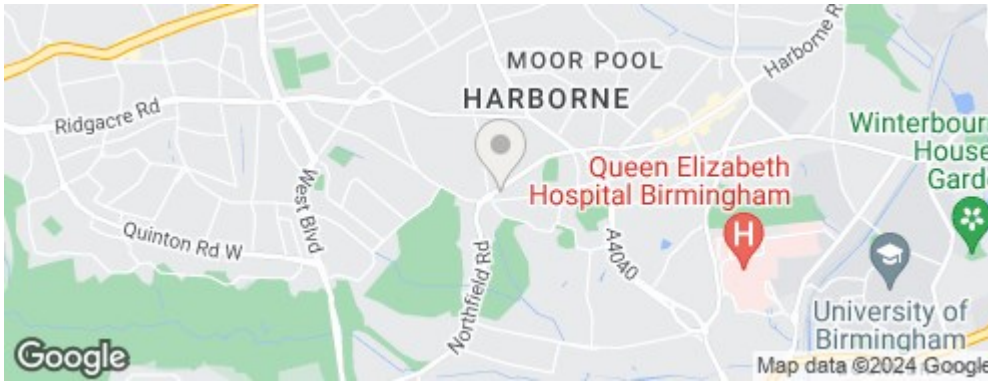 MOOR POOL
HARBORNE
Harborne R
Ridgacre Rd
Winterbour
House
Garde
Queen Elizabeth
Hospital Birmingham
H
West Blvd
Quinton Rd W
A4040
Northfield Rd
University of
Birmingham
Google
Map data ©2024 Google